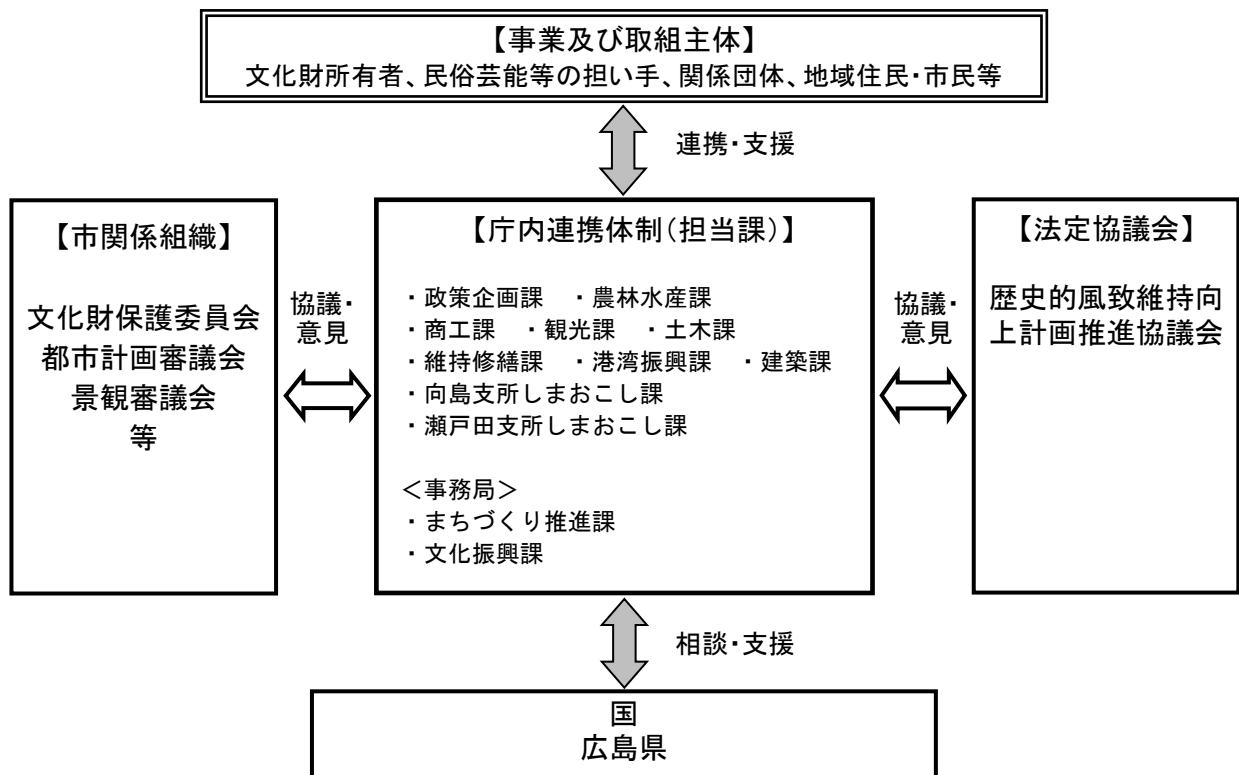 【事業及び取組主体】
文化財所有者、民俗芸能等の担い手、関係団体、地域住民・市民等
連携・支援
【市関係組織】
文化財保護委員会
都市計画審議会
景観審議会
等
協議・
意見
【庁内連携体制(担当課)】
・政策企画課 ・農林水産課
・商工課 ・観光課 ・土木課
・維持修繕課 ・港湾振興課 ・建築課
・向島支所しまおこし課
・瀬戸田支所しまおこし課
＜事務局＞
・まちづくり推進課
・文化振興課
協議・
意見
【法定協議会】
歴史的風致維持向
上計画推進協議会
相談・支援
国
広島県